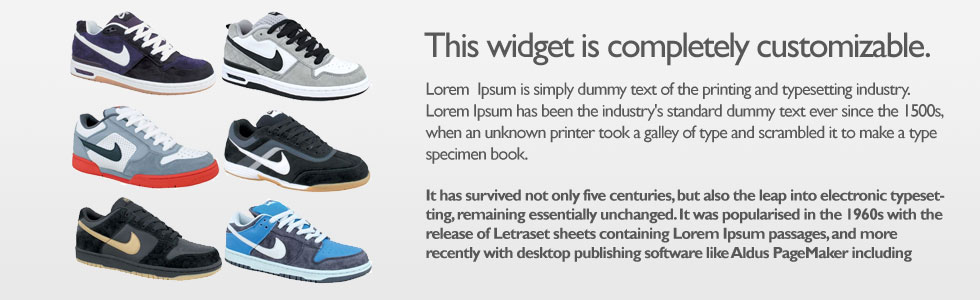 This widget is completely customizable.
Lorem Ipsum is simply dummy text of the printing and typesetting industry.
Lorem Ipsum has been the industry's standard dummy text ever since the 1500s,
when an unknown printer took a galley of type and scrambled it to make a type
specimen book.
It has survived not only five centuries, but also the leap into electronic typeset-
ting, remaining essentially unchanged. It was popularised in the 1960s with the
release of Letraset sheets containing Lorem Ipsum passages, and more
recently with desktop publishing software like Aldus PageMaker including